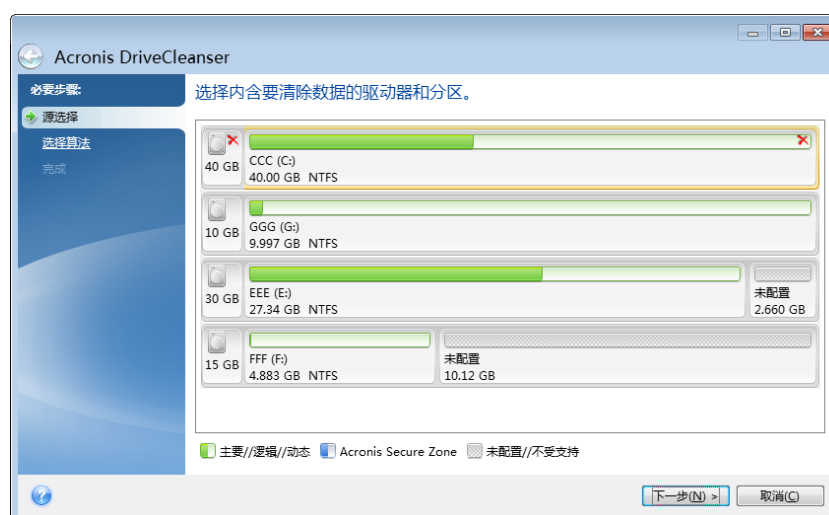 Acronis DriveCleanser
必要步骤:
源选择
选择算法
完成
选择内含要清除数据的驱动器和分区。
40 GB
CCC (C:)
40.00 GB NTFS
10 GB
GGG (G:)
9.997 GB NTFS
30 GB
EEE (E:)
27.34 GB NTFS
未配置
2.660 GB
15 GB
FFF (F:)
4.883 GB NTFS
未配置
10.12 GB
主要//逻辑//动态 Acronis Secure Zone 未配置//不受支持
下一步(N) > 取消(C)